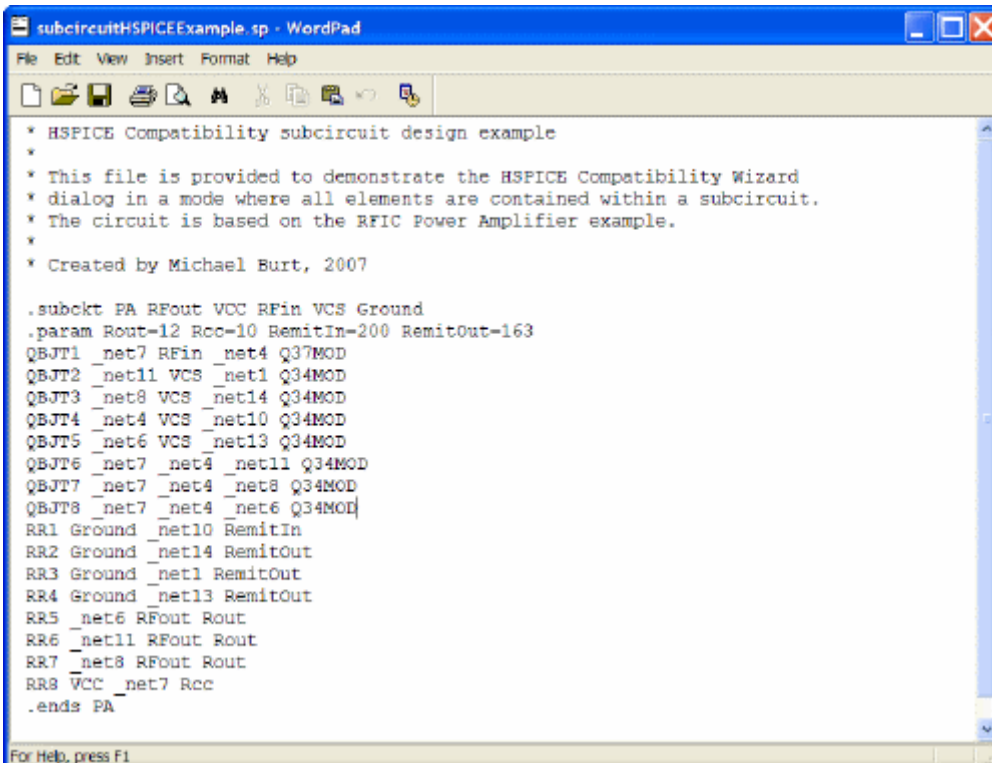 subcircuitHSPICEExample.sp - WordPad
File Edit View Insert Format Help
* HSPICE Compatibility subcircuit design example
*
* This file is provided to demonstrate the HSPICE Compatibility Wizard
* dialog in a mode where all elements are contained within a subcircuit.
* The circuit is based on the RFIC Power Amplifier example.
*
* Created by Michael Burt, 2007
.subckt PA RFout VCC RFin VCS Ground
.param Rout=12 Rcc=10 RemitIn=200 RemitOut=163
QBJT1 _net7 RFin _net4 Q37MOD
QBJT2 _net11 VCS _net1 Q34MOD
QBJT3 _net8 VCS _net14 Q34MOD
QBJT4 _net4 VCS _net10 Q34MOD
QBJT5 _net6 VCS _net13 Q34MOD
QBJT6 _net7 _net4 _net11 Q34MOD
QBJT7 _net7 _net4 _net8 Q34MOD
QBJT8 _net7 _net4 _net6 Q34MOD
RR1 Ground _net10 RemitIn
RR2 Ground _net14 RemitOut
RR3 Ground _net1 RemitOut
RR4 Ground _net13 RemitOut
RR5 _net6 RFout Rout
RR6 _net11 RFout Rout
RR7 _net8 RFout Rout
RR8 VCC _net7 Rcc
.ends PA
For Help, press F1